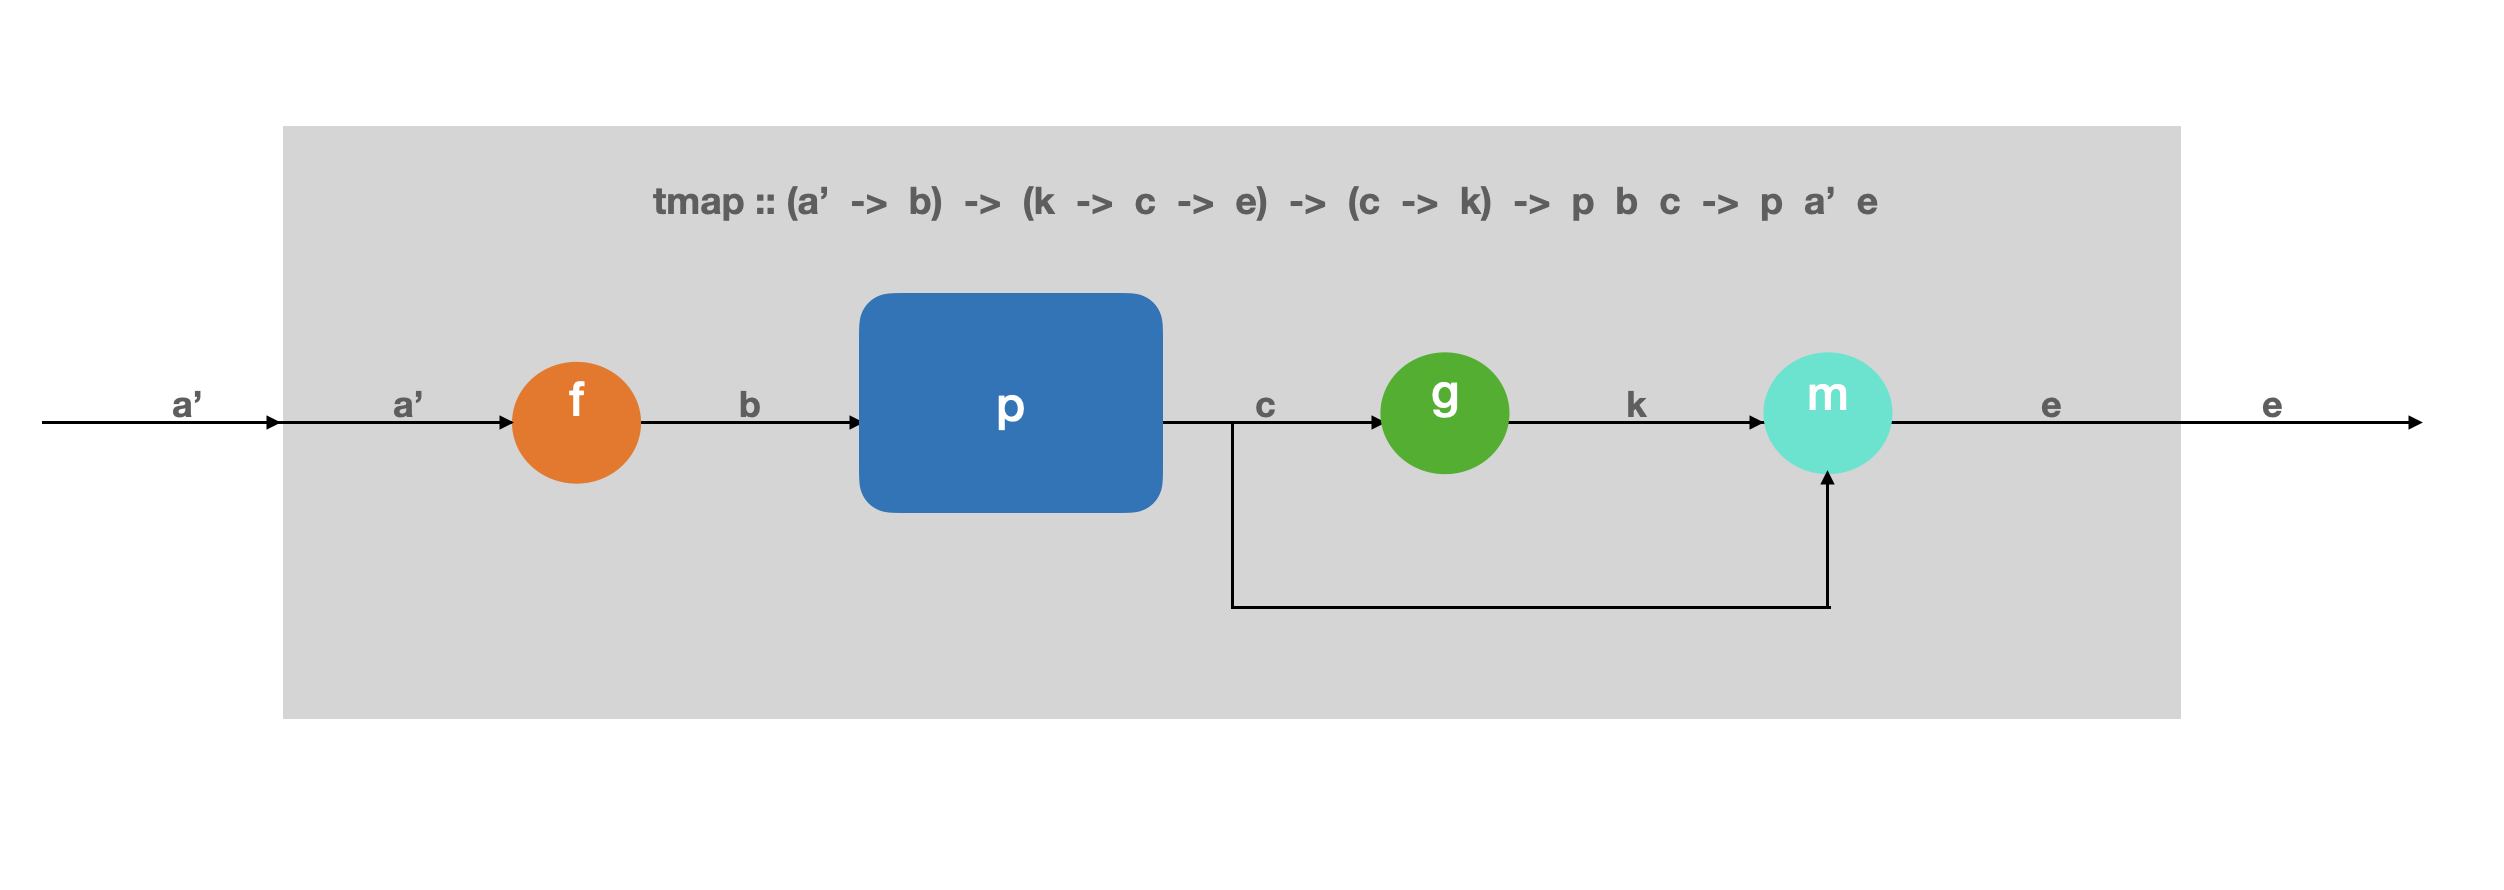 tmap :: (a’ -> b) -> (k -> c -> e) -> (c -> k) -> p b c -> p a’ e
a’ a’ f b p c g k m e e